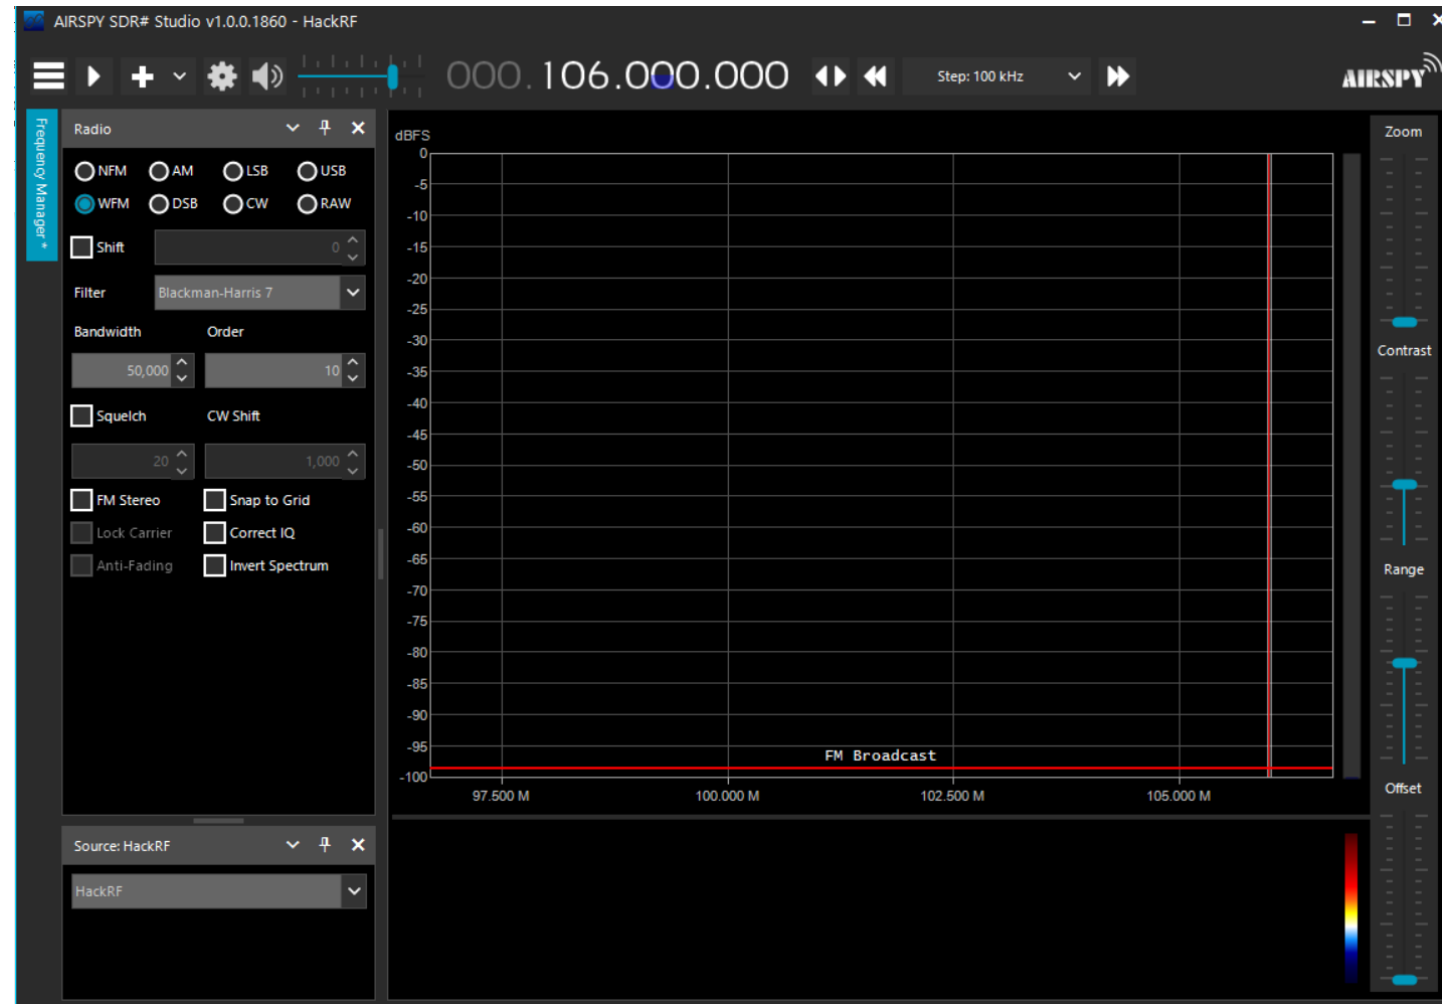 AIRSPY SDR# Studio v1.0.0.1860 - HackRF
000.106.000.000
Step: 100 kHz
AIRSPY
Frequency Manager *
Radio
NFM AM LSB USB
WFM DSB CW RAW
Shift 0
Filter Blackman-Harris 7
Bandwidth Order
50,000 10
Squelch CW Shift
20 1,000
FM Stereo Snap to Grid
Lock Carrier Correct IQ
Anti-Fading Invert Spectrum
Source: HackRF
HackRF
dBFS
0
-5
-10
-15
-20
-25
-30
-35
-40
-45
-50
-55
-60
-65
-70
-75
-80
-85
-90
-95
-100
FM Broadcast
97.500 M 100.000 M 102.500 M 105.000 M
Zoom
Contrast
Range
Offset